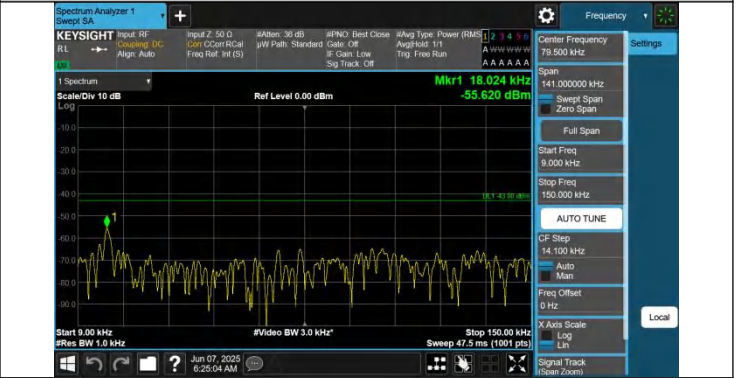 Spectrum Analyzer 1
Swept SA
+
Frequency
KEYSIGHT
RL
Input: RF
Coupling: DC
Align: Auto
Input Z: 50 Ω
Corr CCorr RCal
Freq Ref: Int (S)
#Atten: 36 dB
µW Path: Standard
#PNO: Best Close
Gate: Off
IF Gain: Low
Sig Track: Off
#Avg Type: Power (RMS)
Avg|Hold: 1/1
Trig: Free Run
1 2 3 4 5 6
A W W W W W
A A A A A A
1 Spectrum
Scale/Div 10 dB
Log
Ref Level 0.00 dBm
Mkr1 18.024 kHz
-55.620 dBm
-10.0
-20.0
-30.0
-40.0
-50.0
-60.0
-70.0
-80.0
-90.0
1
Start 9.00 kHz
#Res BW 1.0 kHz
#Video BW 3.0 kHz*
Stop 150.00 kHz
Sweep 47.5 ms (1001 pts)
Center Frequency
79.500 kHz
Settings
Span
141.000000 kHz
Swept Span
Zero Span
Full Span
Start Freq
9.000 kHz
Stop Freq
150.000 kHz
AUTO TUNE
CF Step
14.100 kHz
Auto
Man
Freq Offset
0 Hz
X Axis Scale
Log
Lin
Local
Signal Track
(Span Zoom)
?
Jun 07, 2025
6:25:04 AM